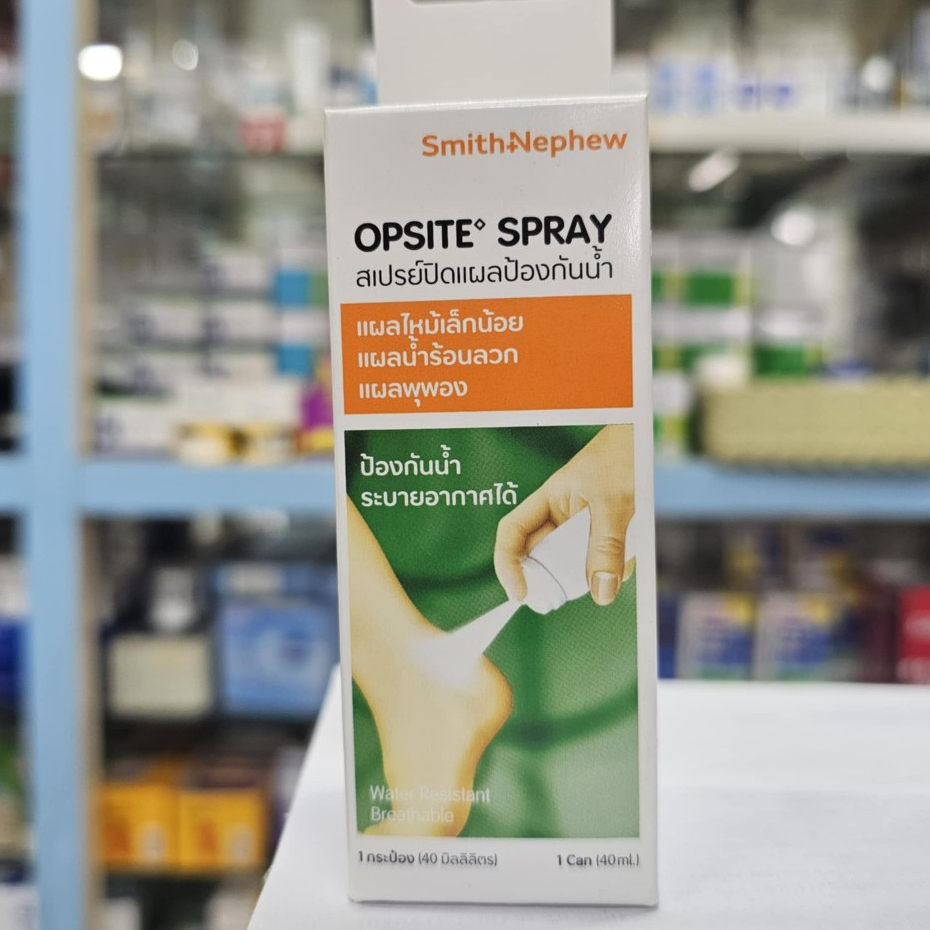 Smith+Nephew
OPSITE◊ SPRAY
สเปรย์ปิดแผลป้องกันน้ำ
แผลไหม้เล็กน้อย
แผลน้ำร้อนลวก
แผลพุพอง
ป้องกันน้ำ
ระบายอากาศได้
Water Resistant
Breathable
1 กระป๋อง (40 มิลลิลิตร) 1 Can (40ml.)